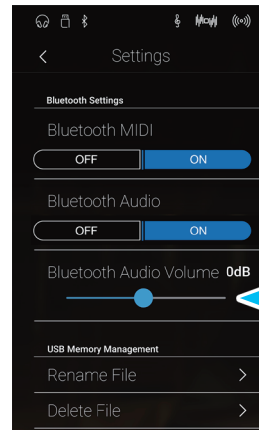 Settings
Bluetooth Settings
Bluetooth MIDI
OFF ON
Bluetooth Audio
OFF ON
Bluetooth Audio Volume 0dB
USB Memory Management
Rename File
Delete File